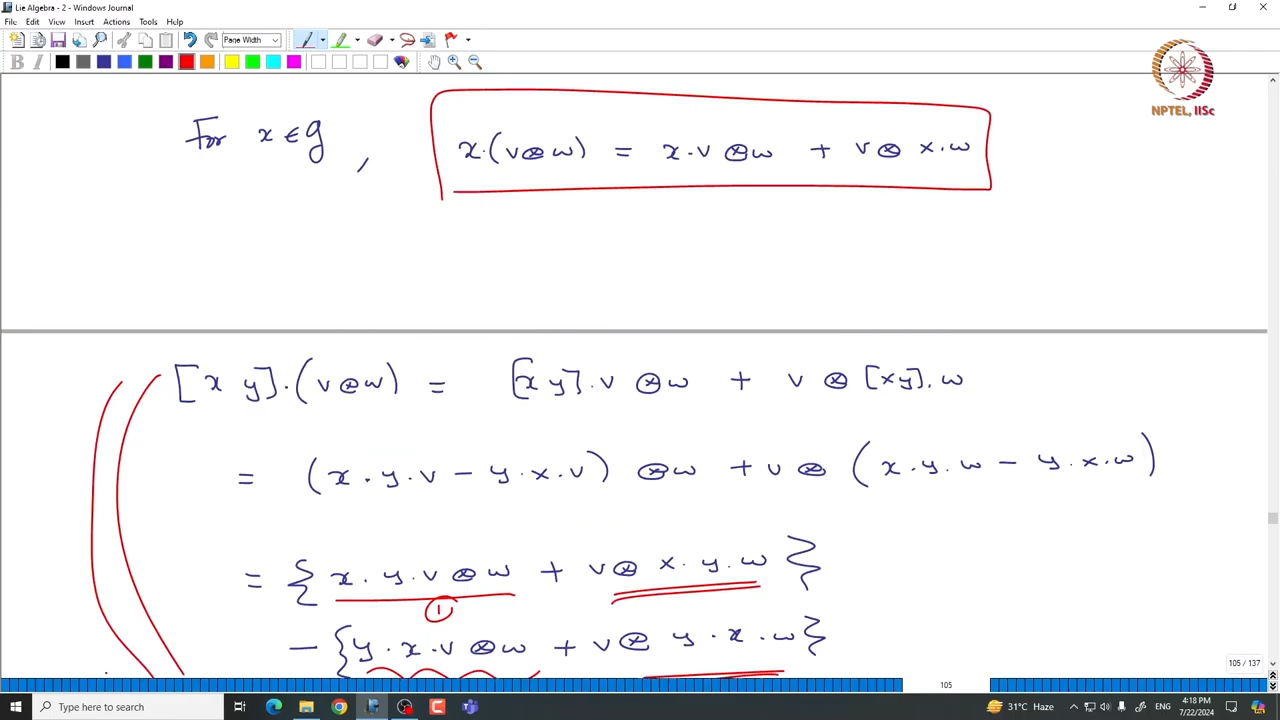 Lie Algebra - 2 - Windows Journal
File Edit View Insert Actions Tools Help
Page Width
B I
NPTEL, IISc
For x ∈ g , x·(v⊗w) = x·v ⊗w + v⊗ x·w
[x y]·(v⊗w) = [x y]·v ⊗w + v ⊗ [xy]·w
= (x·y·v − y·x·v) ⊗w + v⊗ (x·y·w − y·x·w)
= { x·y·v⊗w + v⊗ x·y·w }
①
− {y·x·v⊗w + v⊗ y·x·w}
105 / 137
105
Type here to search
31°C Haze
ENG
4:18 PM
7/22/2024